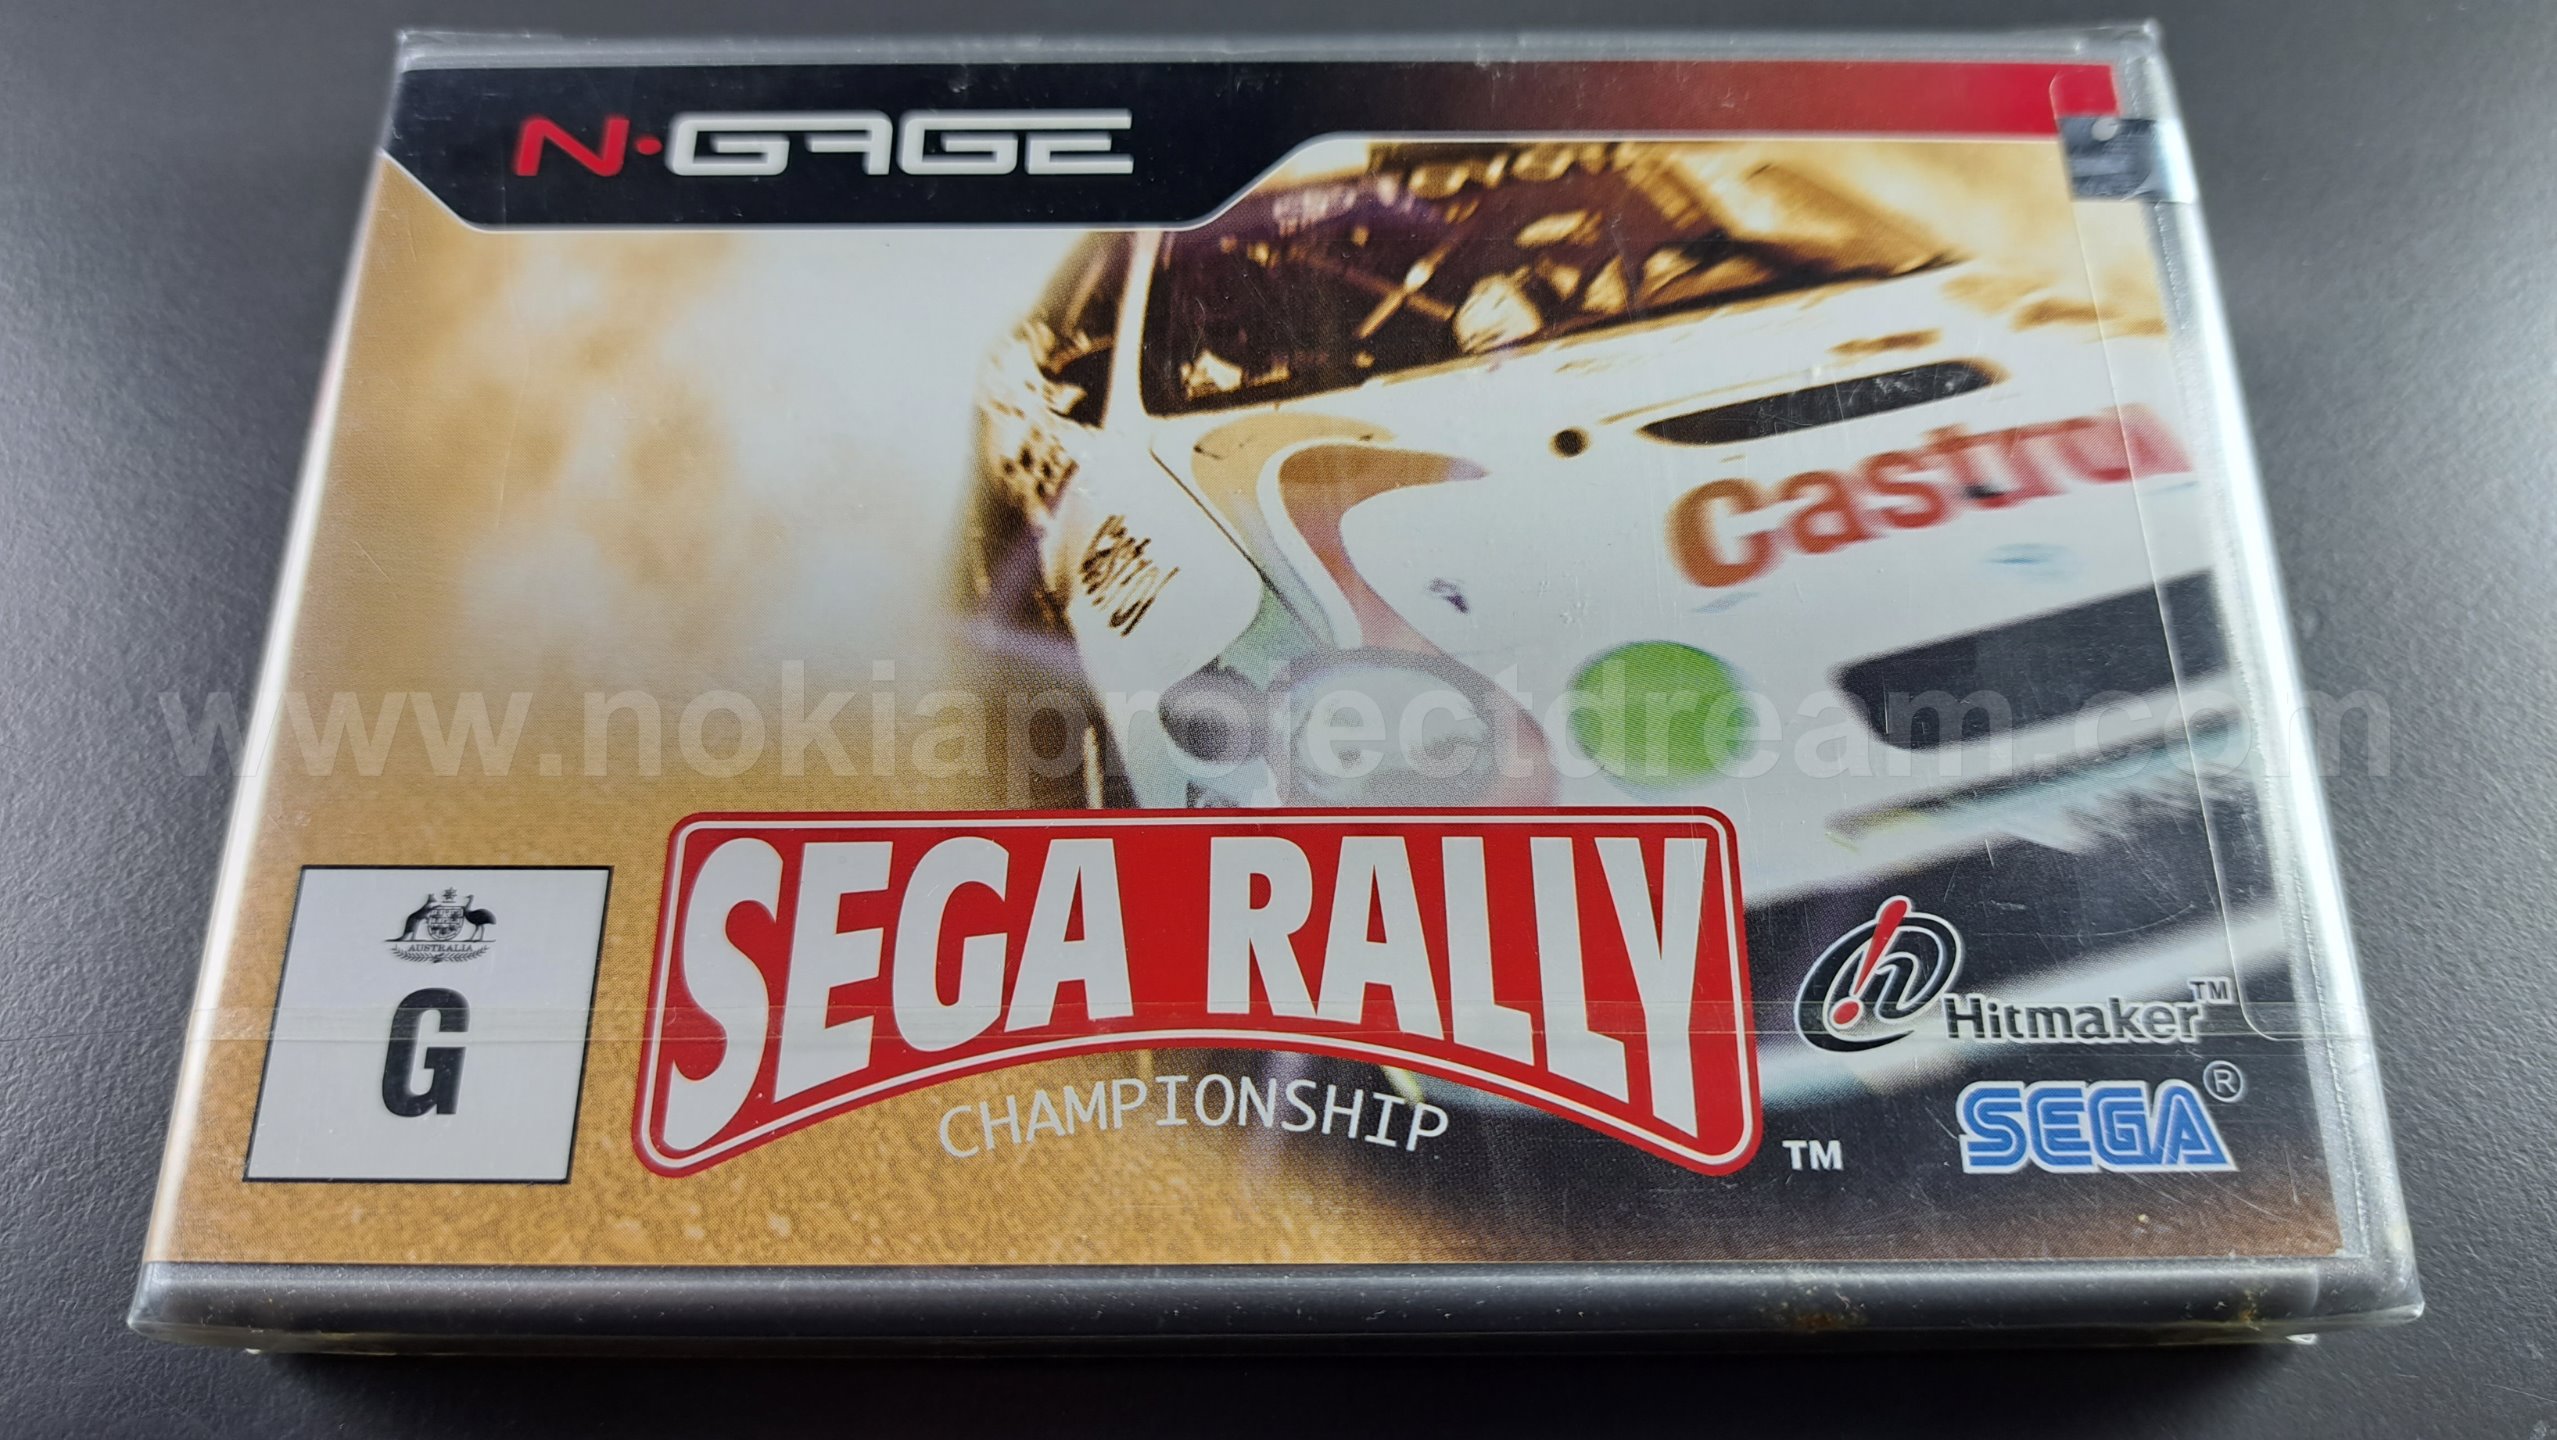 N·GAGE
Castrol
Castrol
www.nokiaprojectdream.com
AUSTRALIA
G
SEGA RALLY
CHAMPIONSHIP
TM
Hitmaker™
SEGA®